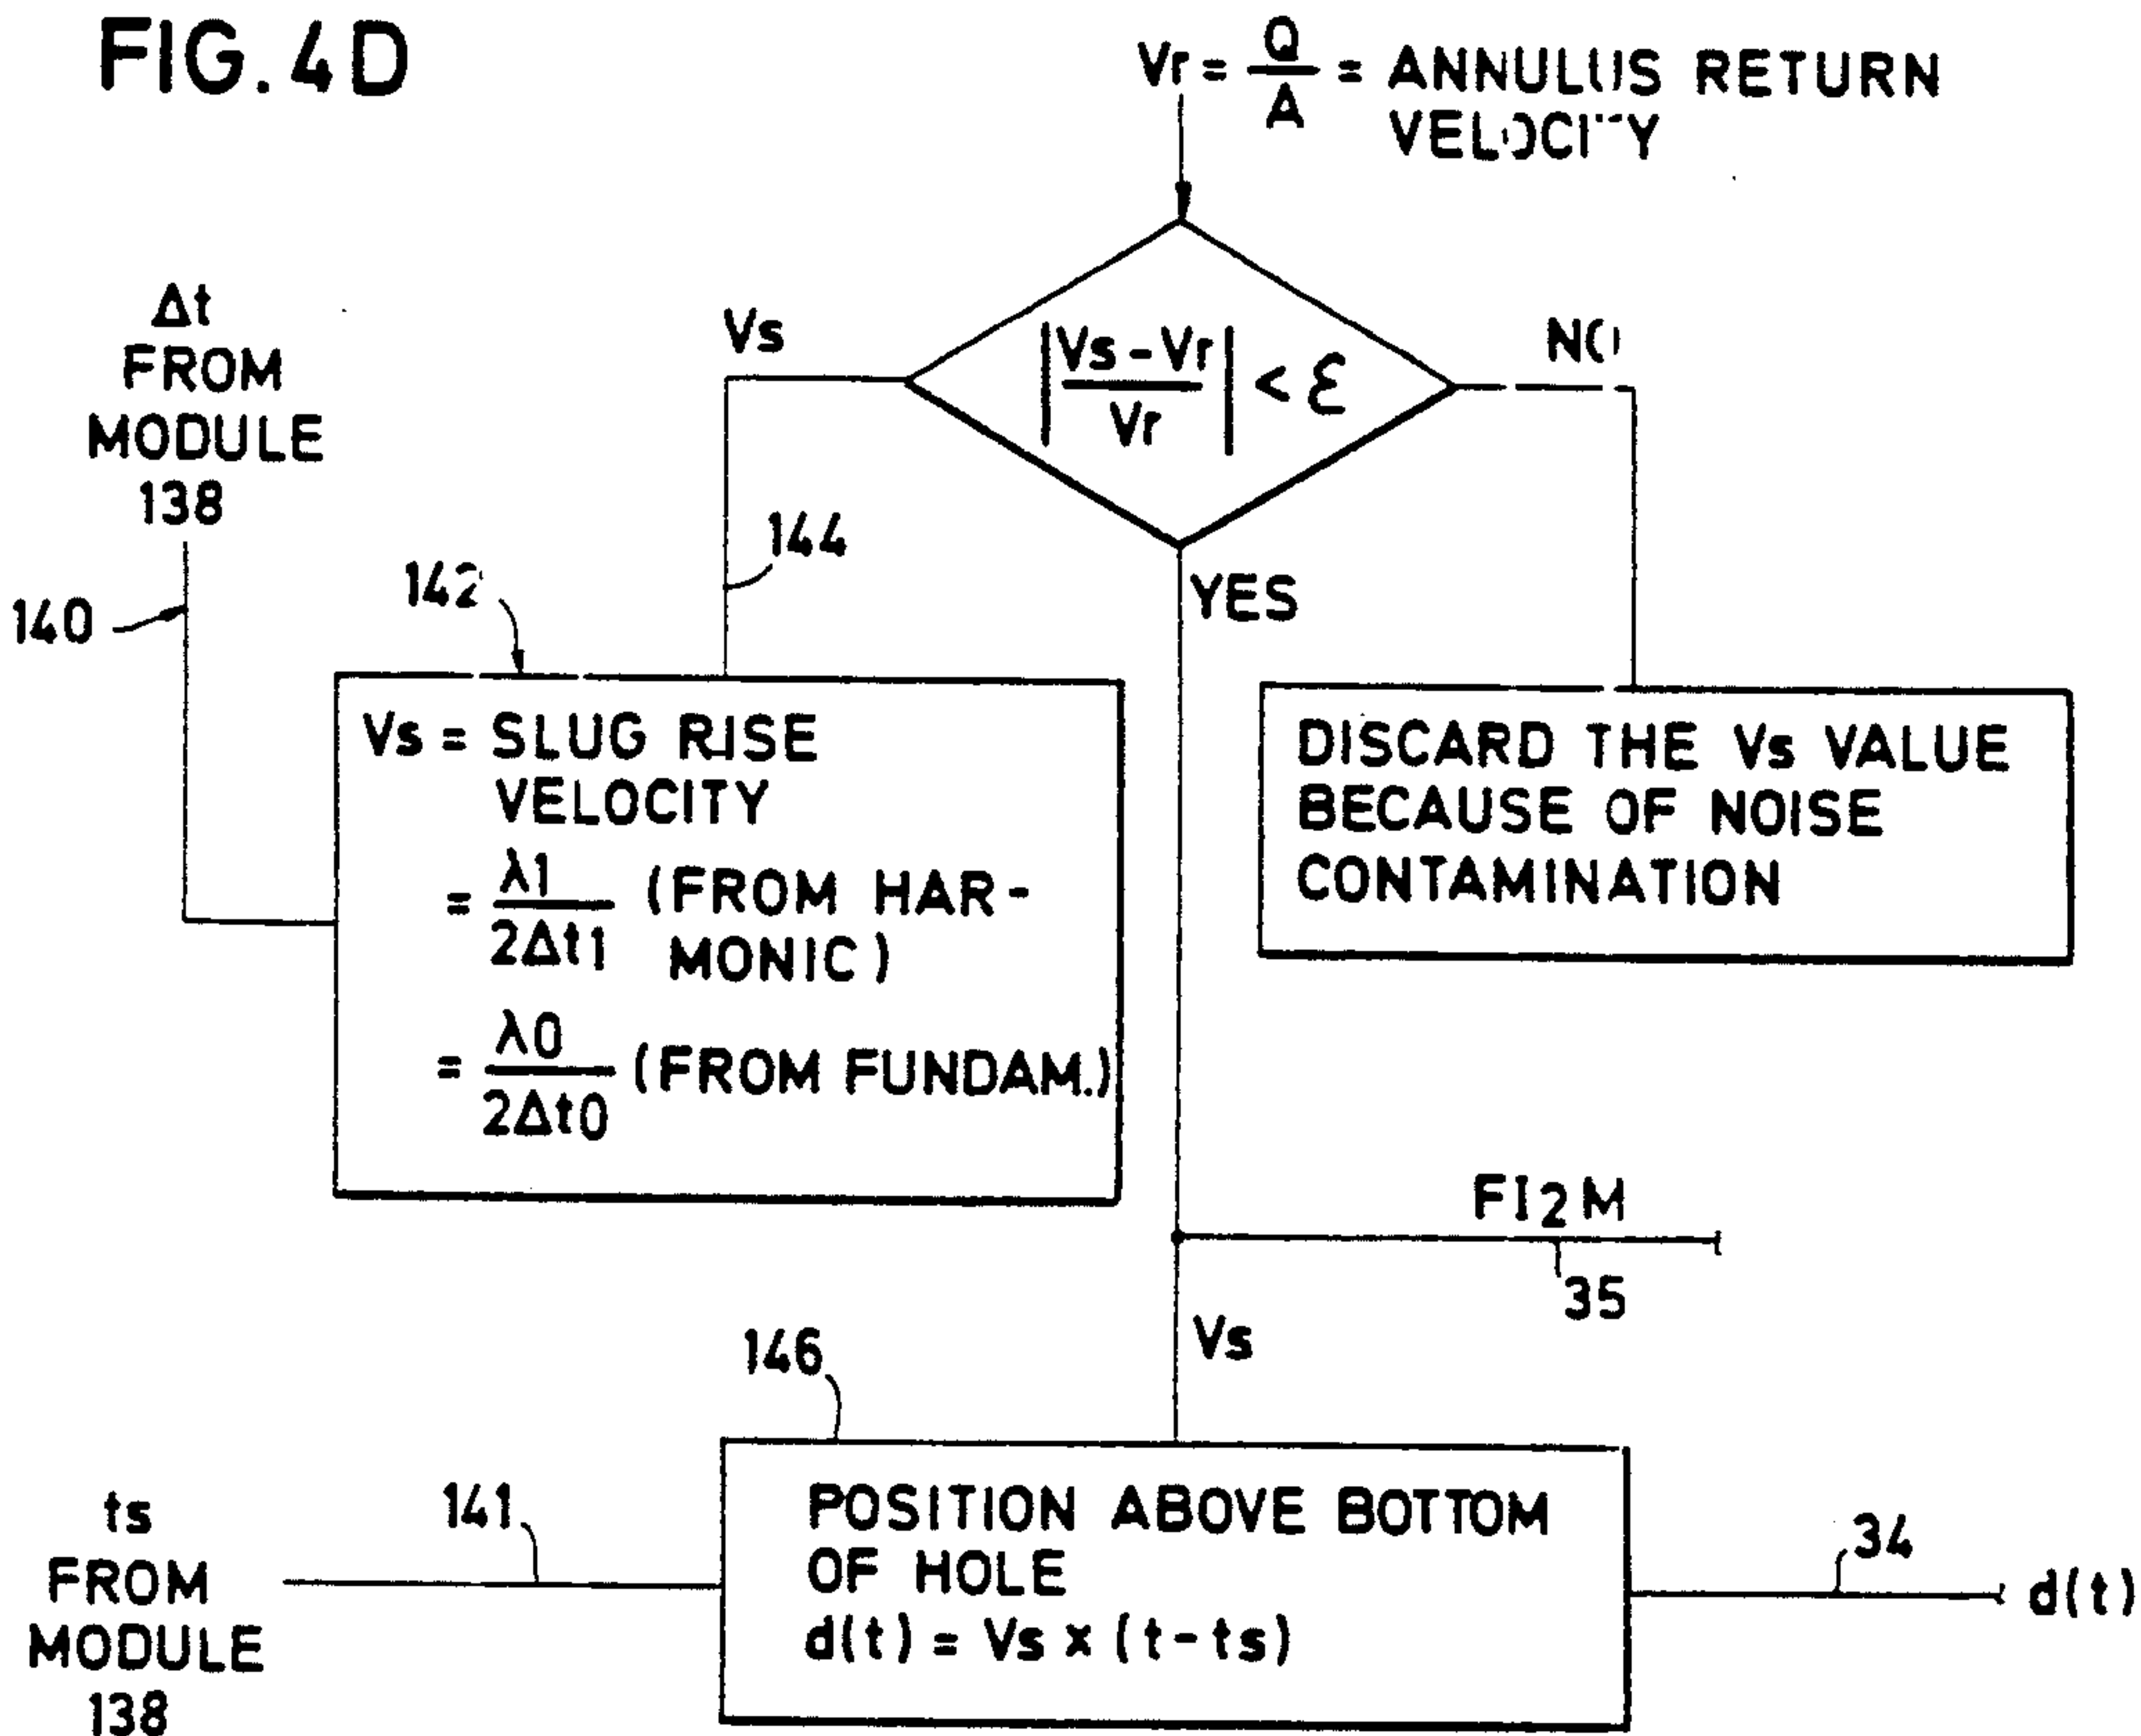 FIG. 4D
Vr = Q/A = ANNULUS RETURN
VELOCITY
Δt
FROM
MODULE
138
140
Vs
|Vs - Vr / Vr| < ε
NO
144
142
YES
Vs = SLUG RISE
VELOCITY
= λ1/2Δt1 (FROM HAR-
MONIC)
= λ0/2Δt0 (FROM FUNDAM.)
DISCARD THE Vs VALUE
BECAUSE OF NOISE
CONTAMINATION
FI2M
35
Vs
146
ts
FROM
MODULE
138
141
POSITION ABOVE BOTTOM
OF HOLE
d(t) = Vs x (t-ts)
34
d(t)